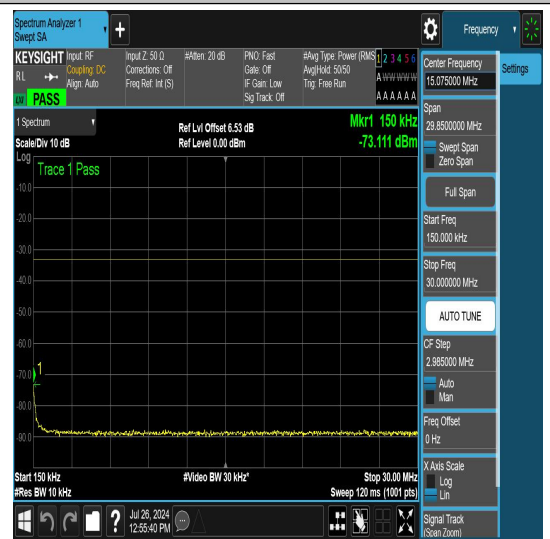 Spectrum Analyzer 1
Swept SA
Frequency
KEYSIGHT
RL
PASS
Input: RF
Coupling: DC
Align: Auto
Input Z: 50 Ω
Corrections: Off
Freq Ref: Int (S)
#Atten: 20 dB
PNO: Fast
Gate: Off
IF Gain: Low
Sig Track: Off
#Avg Type: Power (RMS
Avg|Hold: 50/50
Trig: Free Run
1 2 3 4 5 6
A W W W W W
A A A A A A
1 Spectrum
Scale/Div 10 dB
Ref Lvl Offset 6.53 dB
Ref Level 0.00 dBm
Mkr1 150 kHz
-73.111 dBm
Log
Trace 1 Pass
-10.0
-20.0
-30.0
-40.0
-50.0
-60.0
-70.0
-80.0
-90.0
1
Start 150 kHz
#Res BW 10 kHz
#Video BW 30 kHz*
Stop 30.00 MHz
Sweep 120 ms (1001 pts)
Jul 26, 2024
12:55:40 PM
Center Frequency
15.075000 MHz
Settings
Span
29.8500000 MHz
Swept Span
Zero Span
Full Span
Start Freq
150.000 kHz
Stop Freq
30.000000 MHz
AUTO TUNE
CF Step
2.985000 MHz
Auto
Man
Freq Offset
0 Hz
X Axis Scale
Log
Lin
Signal Track
(Span Zoom)